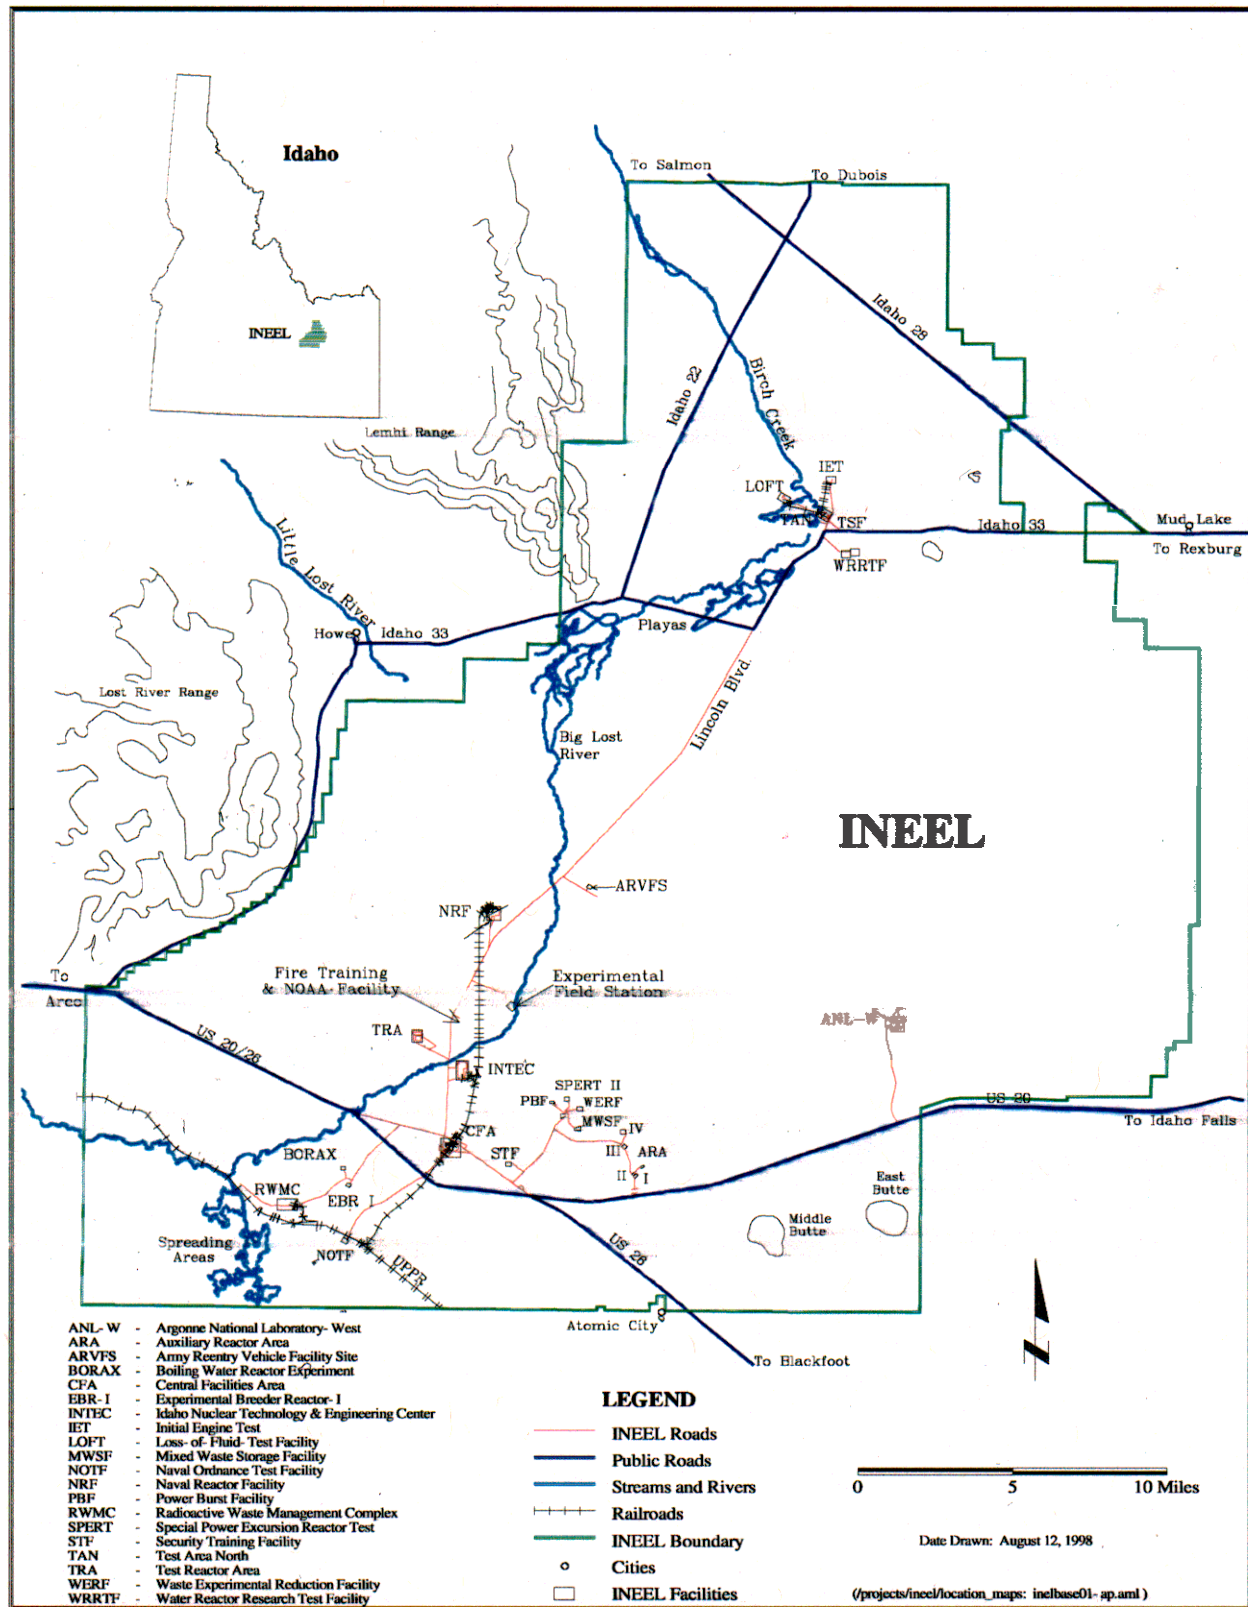 Idaho
INEEL
To Salmon
To Dubois
Idaho 28
Idaho 22
Birch Creek
Lemhi Range
IET
LOFT
TAN
TSF
Idaho 33
Mud Lake
To Rexburg
WRRTF
Little Lost River
Howe
Idaho 33
Playas
Lost River Range
Lincoln Blvd.
Big Lost
River
INEEL
ARVFS
NRF
To
Arco
Fire Training
& NOAA Facility
Experimental
Field Station
ANL-W
TRA
US 20/26
INTEC
SPERT II
PBF
WERF
MWSF
IV
US 20
To Idaho Falls
CFA
STF
III
ARA
II
I
BORAX
RWMC
EBR I
East
Butte
Middle
Butte
Spreading
Areas
NOTF
UPPR
US 26
Atomic City
To Blackfoot
ANL- W - Argonne National Laboratory- West
ARA - Auxiliary Reactor Area
ARVFS - Army Reentry Vehicle Facility Site
BORAX - Boiling Water Reactor Experiment
CFA - Central Facilities Area
EBR- I - Experimental Breeder Reactor- I
INTEC - Idaho Nuclear Technology & Engineering Center
IET - Initial Engine Test
LOFT - Loss- of- Fluid- Test Facility
MWSF - Mixed Waste Storage Facility
NOTF - Naval Ordnance Test Facility
NRF - Naval Reactor Facility
PBF - Power Burst Facility
RWMC - Radioactive Waste Management Complex
SPERT - Special Power Excursion Reactor Test
STF - Security Training Facility
TAN - Test Area North
TRA - Test Reactor Area
WERF - Waste Experimental Reduction Facility
WRRTF - Water Reactor Research Test Facility
LEGEND
INEEL Roads
Public Roads
Streams and Rivers
Railroads
INEEL Boundary
Cities
INEEL Facilities
0 5 10 Miles
Date Drawn: August 12, 1998
(/projects/ineel/location_maps: inelbase01- ap.aml )